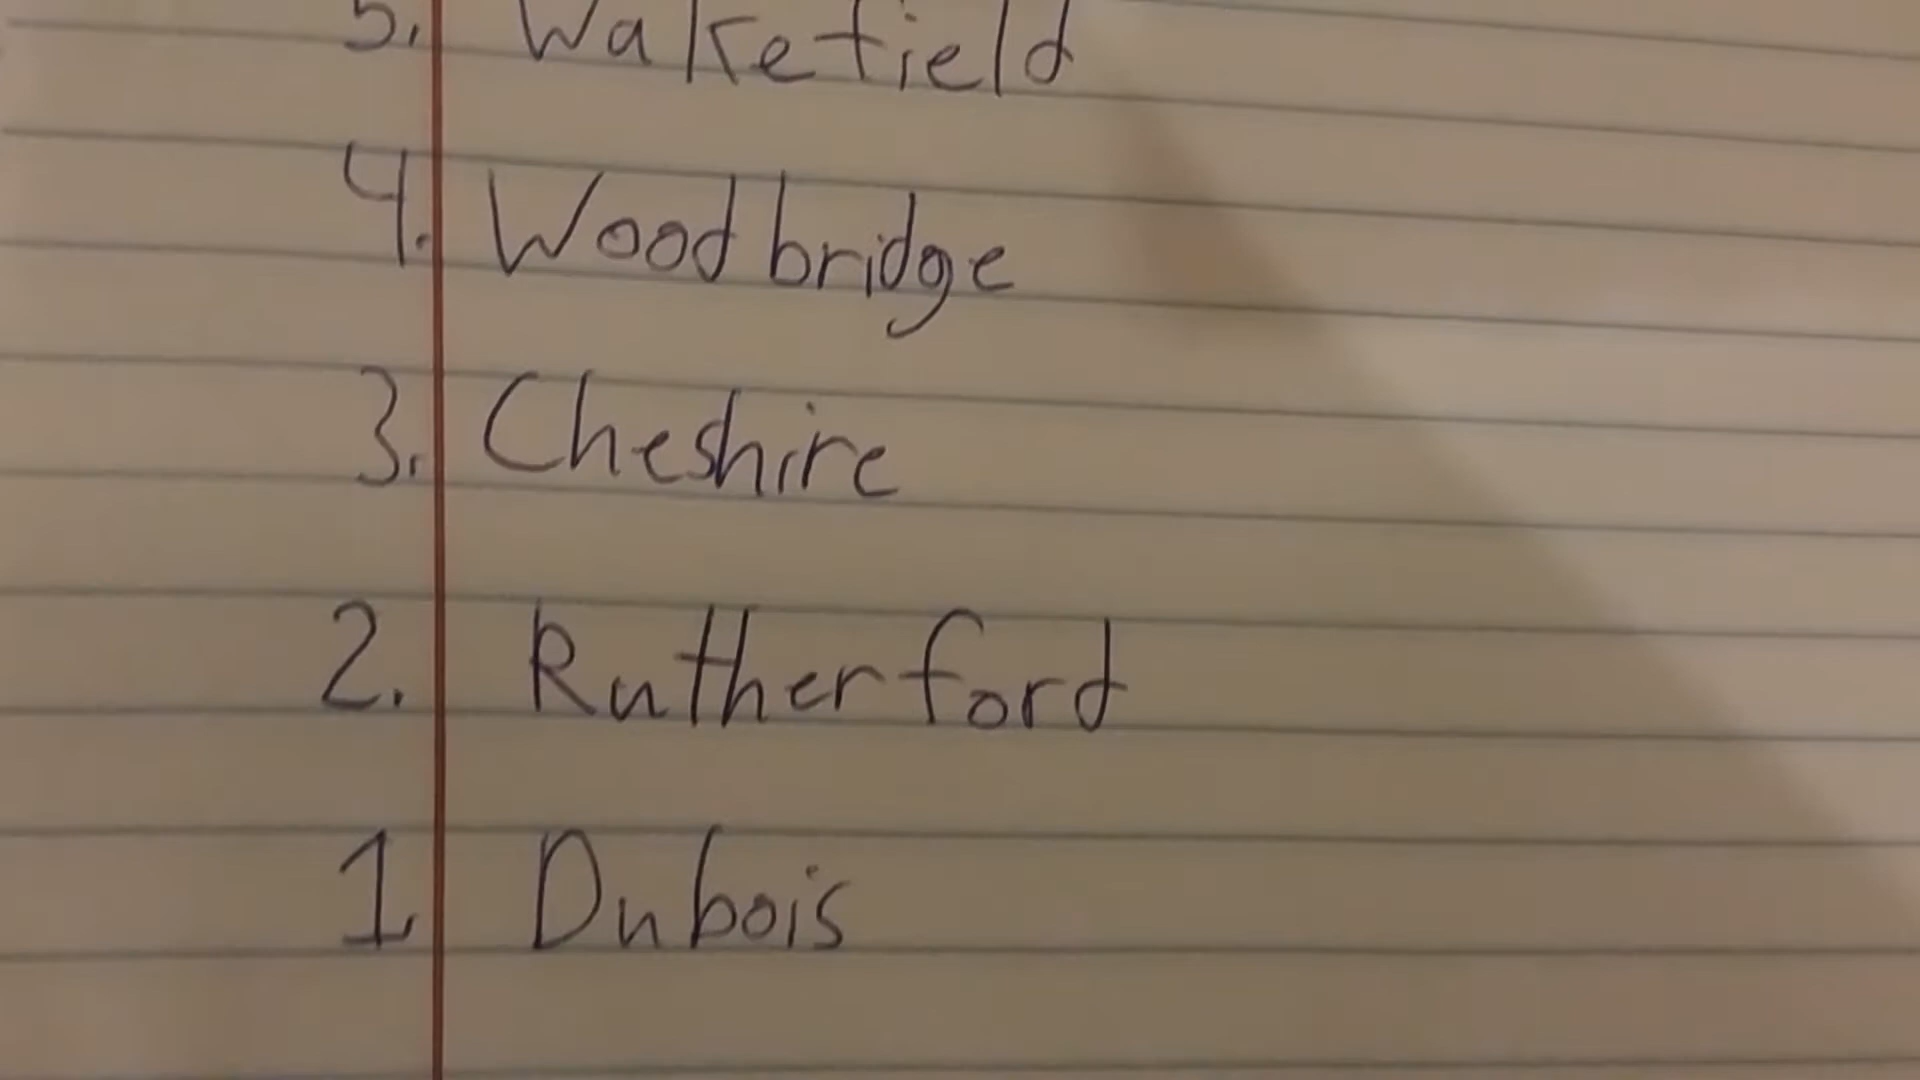 5. Wakefield
4. Woodbridge
3. Cheshire
2. Rutherford
1. Dubois